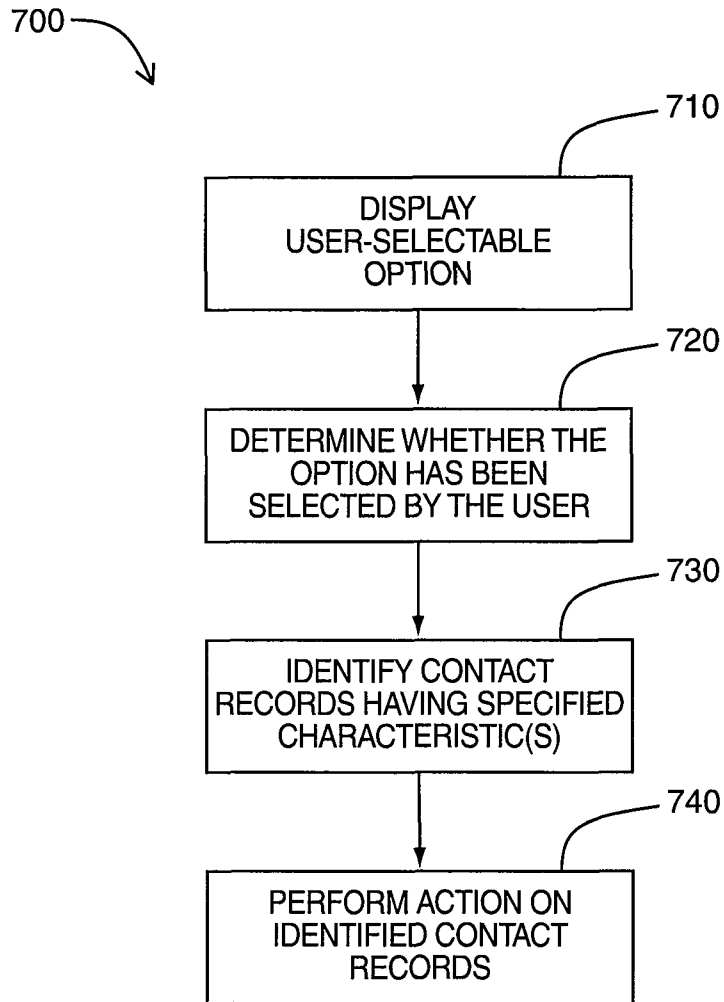 700
710
DISPLAY
USER-SELECTABLE
OPTION
720
DETERMINE WHETHER THE
OPTION HAS BEEN
SELECTED BY THE USER
730
IDENTIFY CONTACT
RECORDS HAVING SPECIFIED
CHARACTERISTIC(S)
740
PERFORM ACTION ON
IDENTIFIED CONTACT
RECORDS